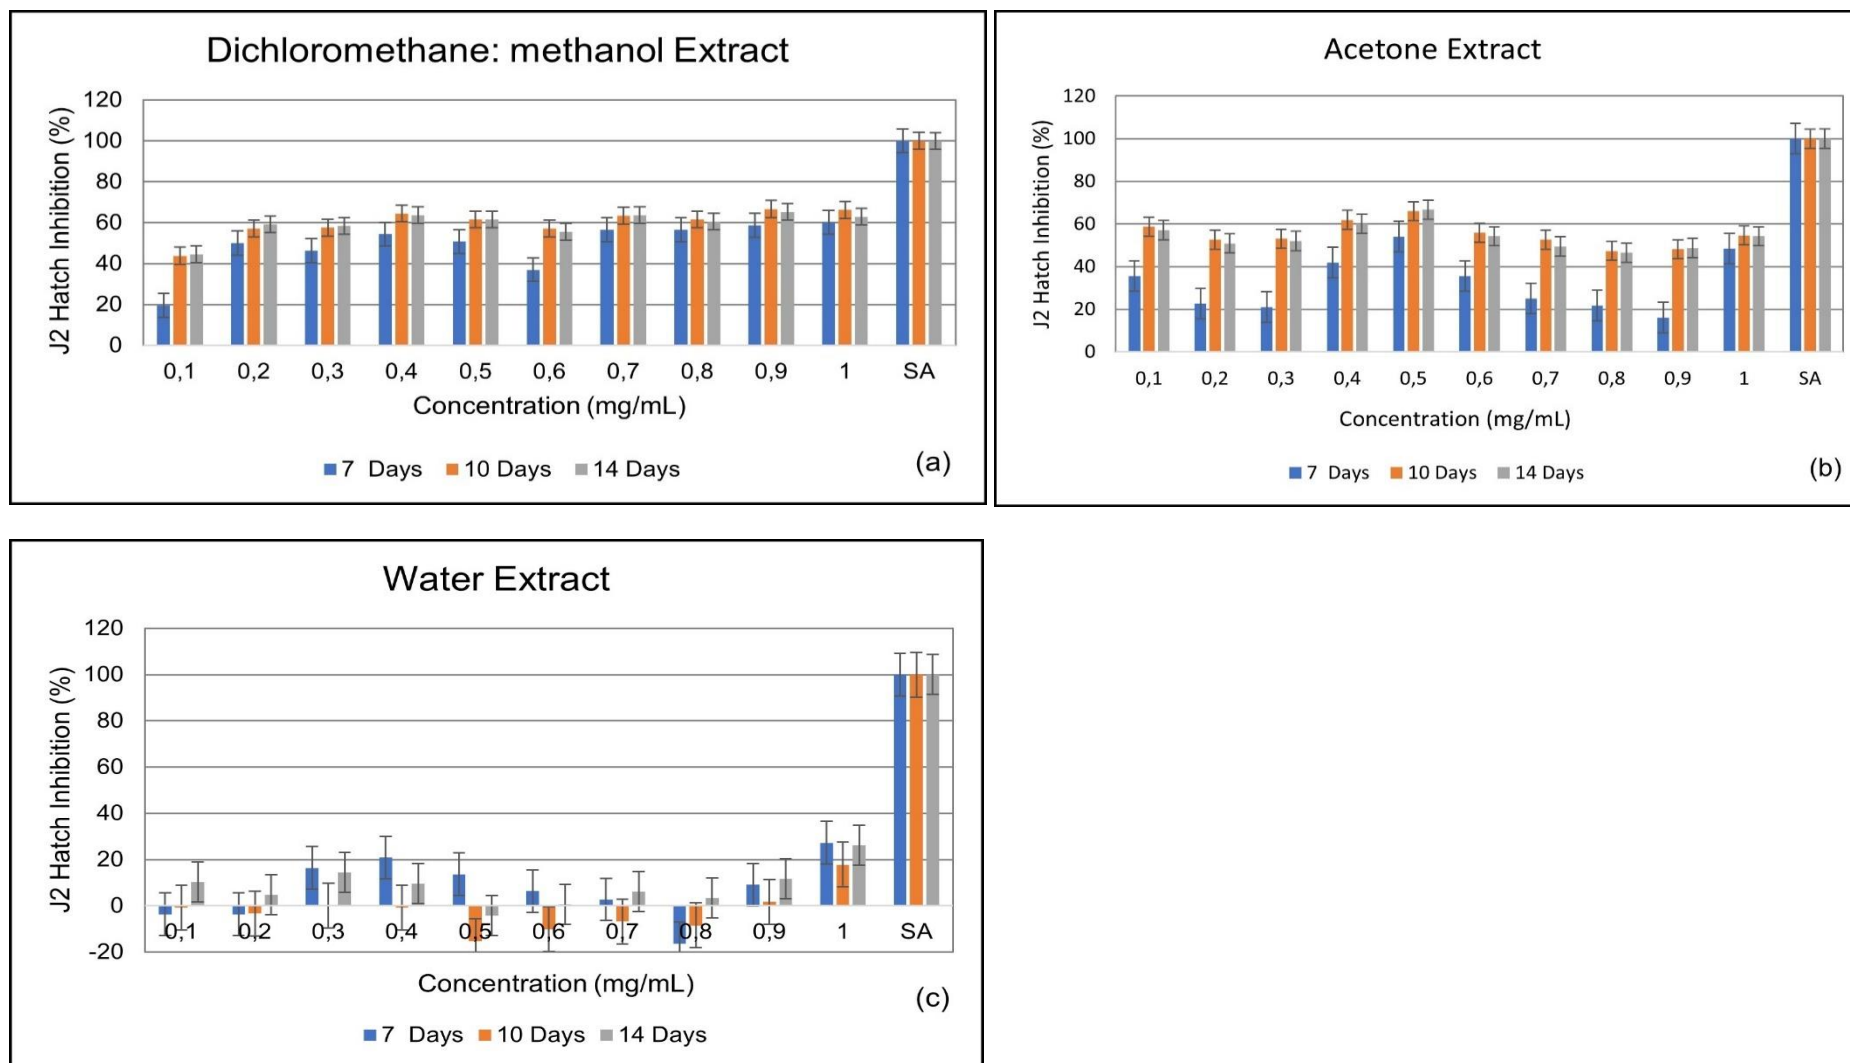 Dichloromethane: methanol Extract
J2 Hatch Inhibition (%)
120
100
80
60
40
20
0
0,1 0,2 0,3 0,4 0,5 0,6 0,7 0,8 0,9 1 SA
Concentration (mg/mL)
7 Days 10 Days 14 Days
(a)
Acetone Extract
J2 Hatch Inhibition (%)
120
100
80
60
40
20
0
0,1 0,2 0,3 0,4 0,5 0,6 0,7 0,8 0,9 1 SA
Concentration (mg/mL)
7 Days 10 Days 14 Days
(b)
Water Extract
J2 Hatch Inhibition (%)
120
100
80
60
40
20
0
-20
0,1 0,2 0,3 0,4 0,5 0,6 0,7 0,8 0,9 1 SA
Concentration (mg/mL)
7 Days 10 Days 14 Days
(c)